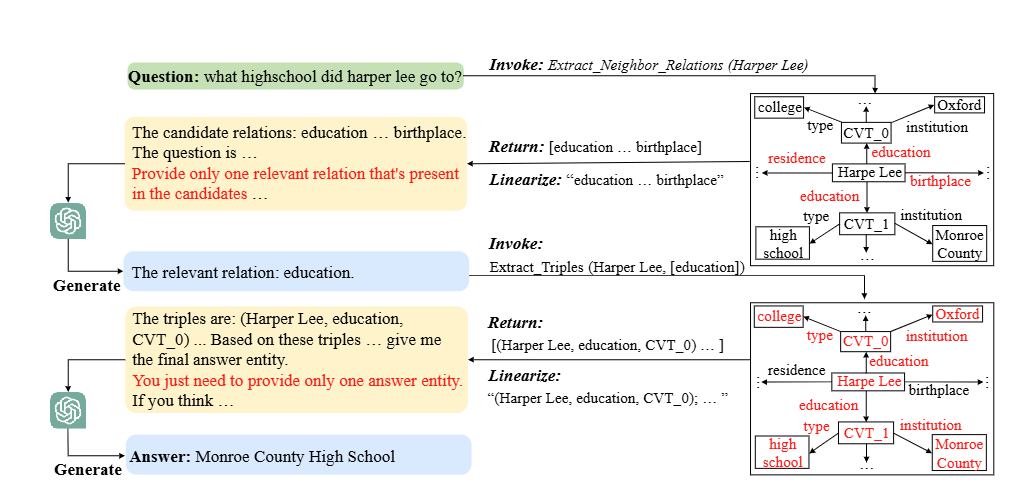 Question: what highschool did harper lee go to?
Invoke: Extract_Neighbor_Relations (Harper Lee)
The candidate relations: education … birthplace.
The question is …
Provide only one relevant relation that's present
in the candidates …
Return: [education … birthplace]
Linearize: “education … birthplace”
college
…
Oxford
type
CVT_0
institution
residence
education
⋮
Harpe Lee
birthplace
⋮
education
type
CVT_1
institution
high
school
…
Monroe
County
Generate
The relevant relation: education.
Invoke:
Extract_Triples (Harper Lee, [education])
The triples are: (Harper Lee, education,
CVT_0) ... Based on these triples … give me
the final answer entity.
You just need to provide only one answer entity.
If you think …
Return:
[(Harper Lee, education, CVT_0) … ]
Linearize:
“(Harper Lee, education, CVT_0); … ”
college
…
Oxford
type
CVT_0
institution
education
residence
⋮
Harpe Lee
birthplace
⋮
education
type
CVT_1
institution
high
school
…
Monroe
County
Generate
Answer: Monroe County High School